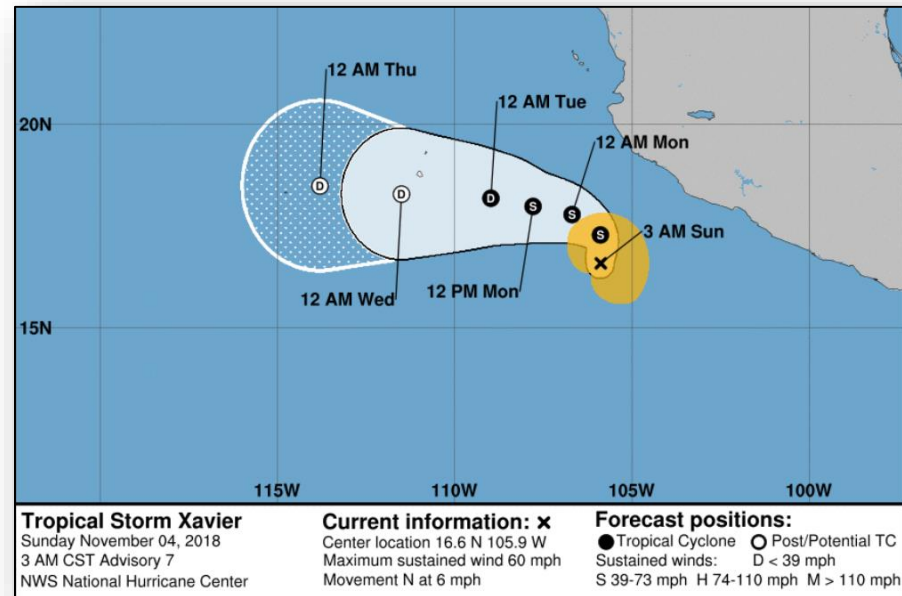 12 AM Thu
12 AM Tue
20N
12 AM Mon
D
D
D
S
S
S
3 AM Sun
12 AM Wed
12 PM Mon
15N
115W
110W
105W
100W
Tropical Storm Xavier
Sunday November 04, 2018
3 AM CST Advisory 7
NWS National Hurricane Center
Current information: ×
Center location 16.6 N 105.9 W
Maximum sustained wind 60 mph
Movement N at 6 mph
Forecast positions:
● Tropical Cyclone ○ Post/Potential TC
Sustained winds: D < 39 mph
S 39-73 mph H 74-110 mph M > 110 mph